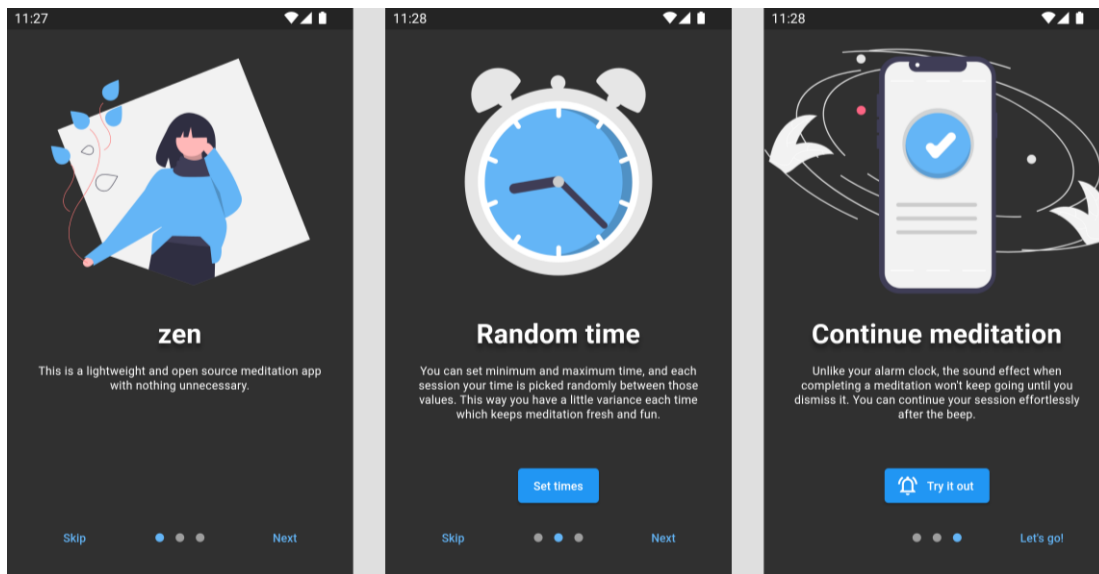 11:27
zen
This is a lightweight and open source meditation app
with nothing unnecessary.
Skip
Next
11:28
Random time
You can set minimum and maximum time, and each
session your time is picked randomly between those
values. This way you have a little variance each time
which keeps meditation fresh and fun.
Set times
Skip
Next
11:28
Continue meditation
Unlike your alarm clock, the sound effect when
completing a meditation won't keep going until you
dismiss it. You can continue your session effortlessly
after the beep.
Try it out
Let's go!